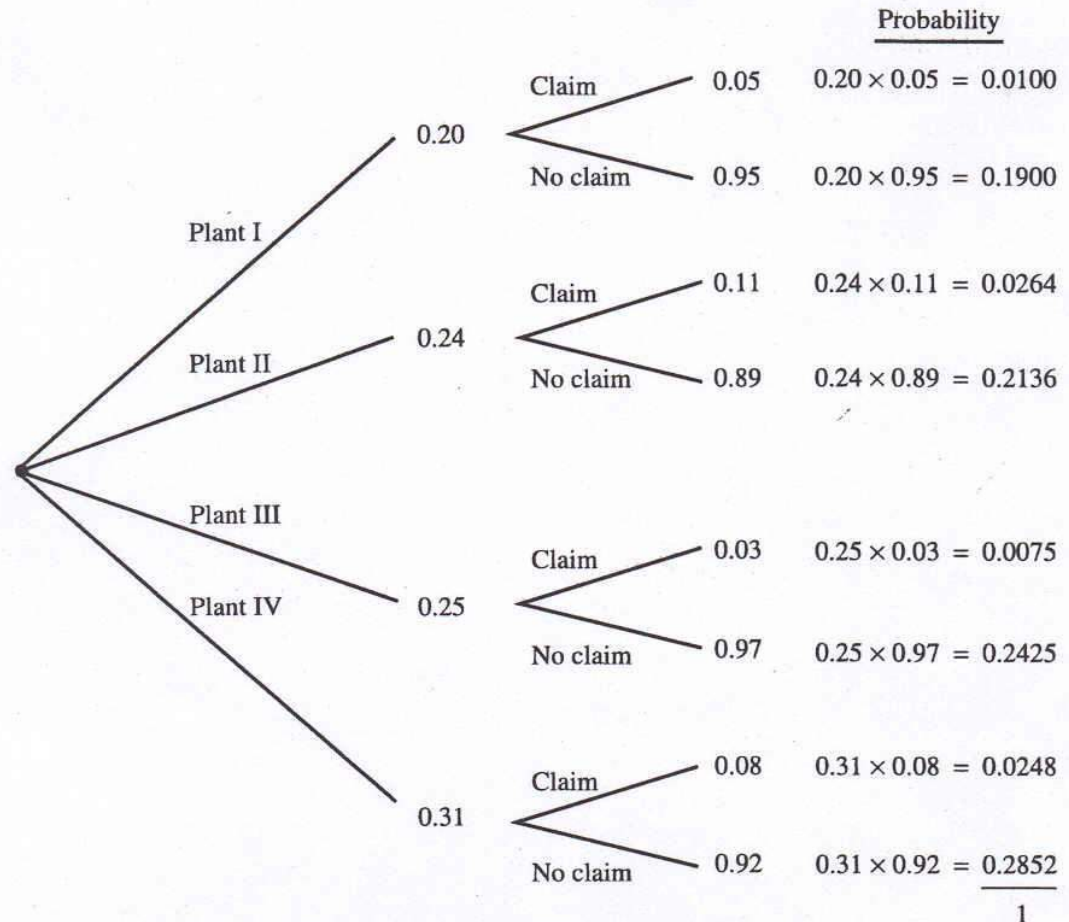 Probability
Claim 0.05 0.20 × 0.05 = 0.0100
0.20
No claim 0.95 0.20 × 0.95 = 0.1900
Plant I
Claim 0.11 0.24 × 0.11 = 0.0264
0.24
Plant II
No claim 0.89 0.24 × 0.89 = 0.2136
Plant III
Claim 0.03 0.25 × 0.03 = 0.0075
Plant IV 0.25
No claim 0.97 0.25 × 0.97 = 0.2425
Claim 0.08 0.31 × 0.08 = 0.0248
0.31
No claim 0.92 0.31 × 0.92 = 0.2852
1